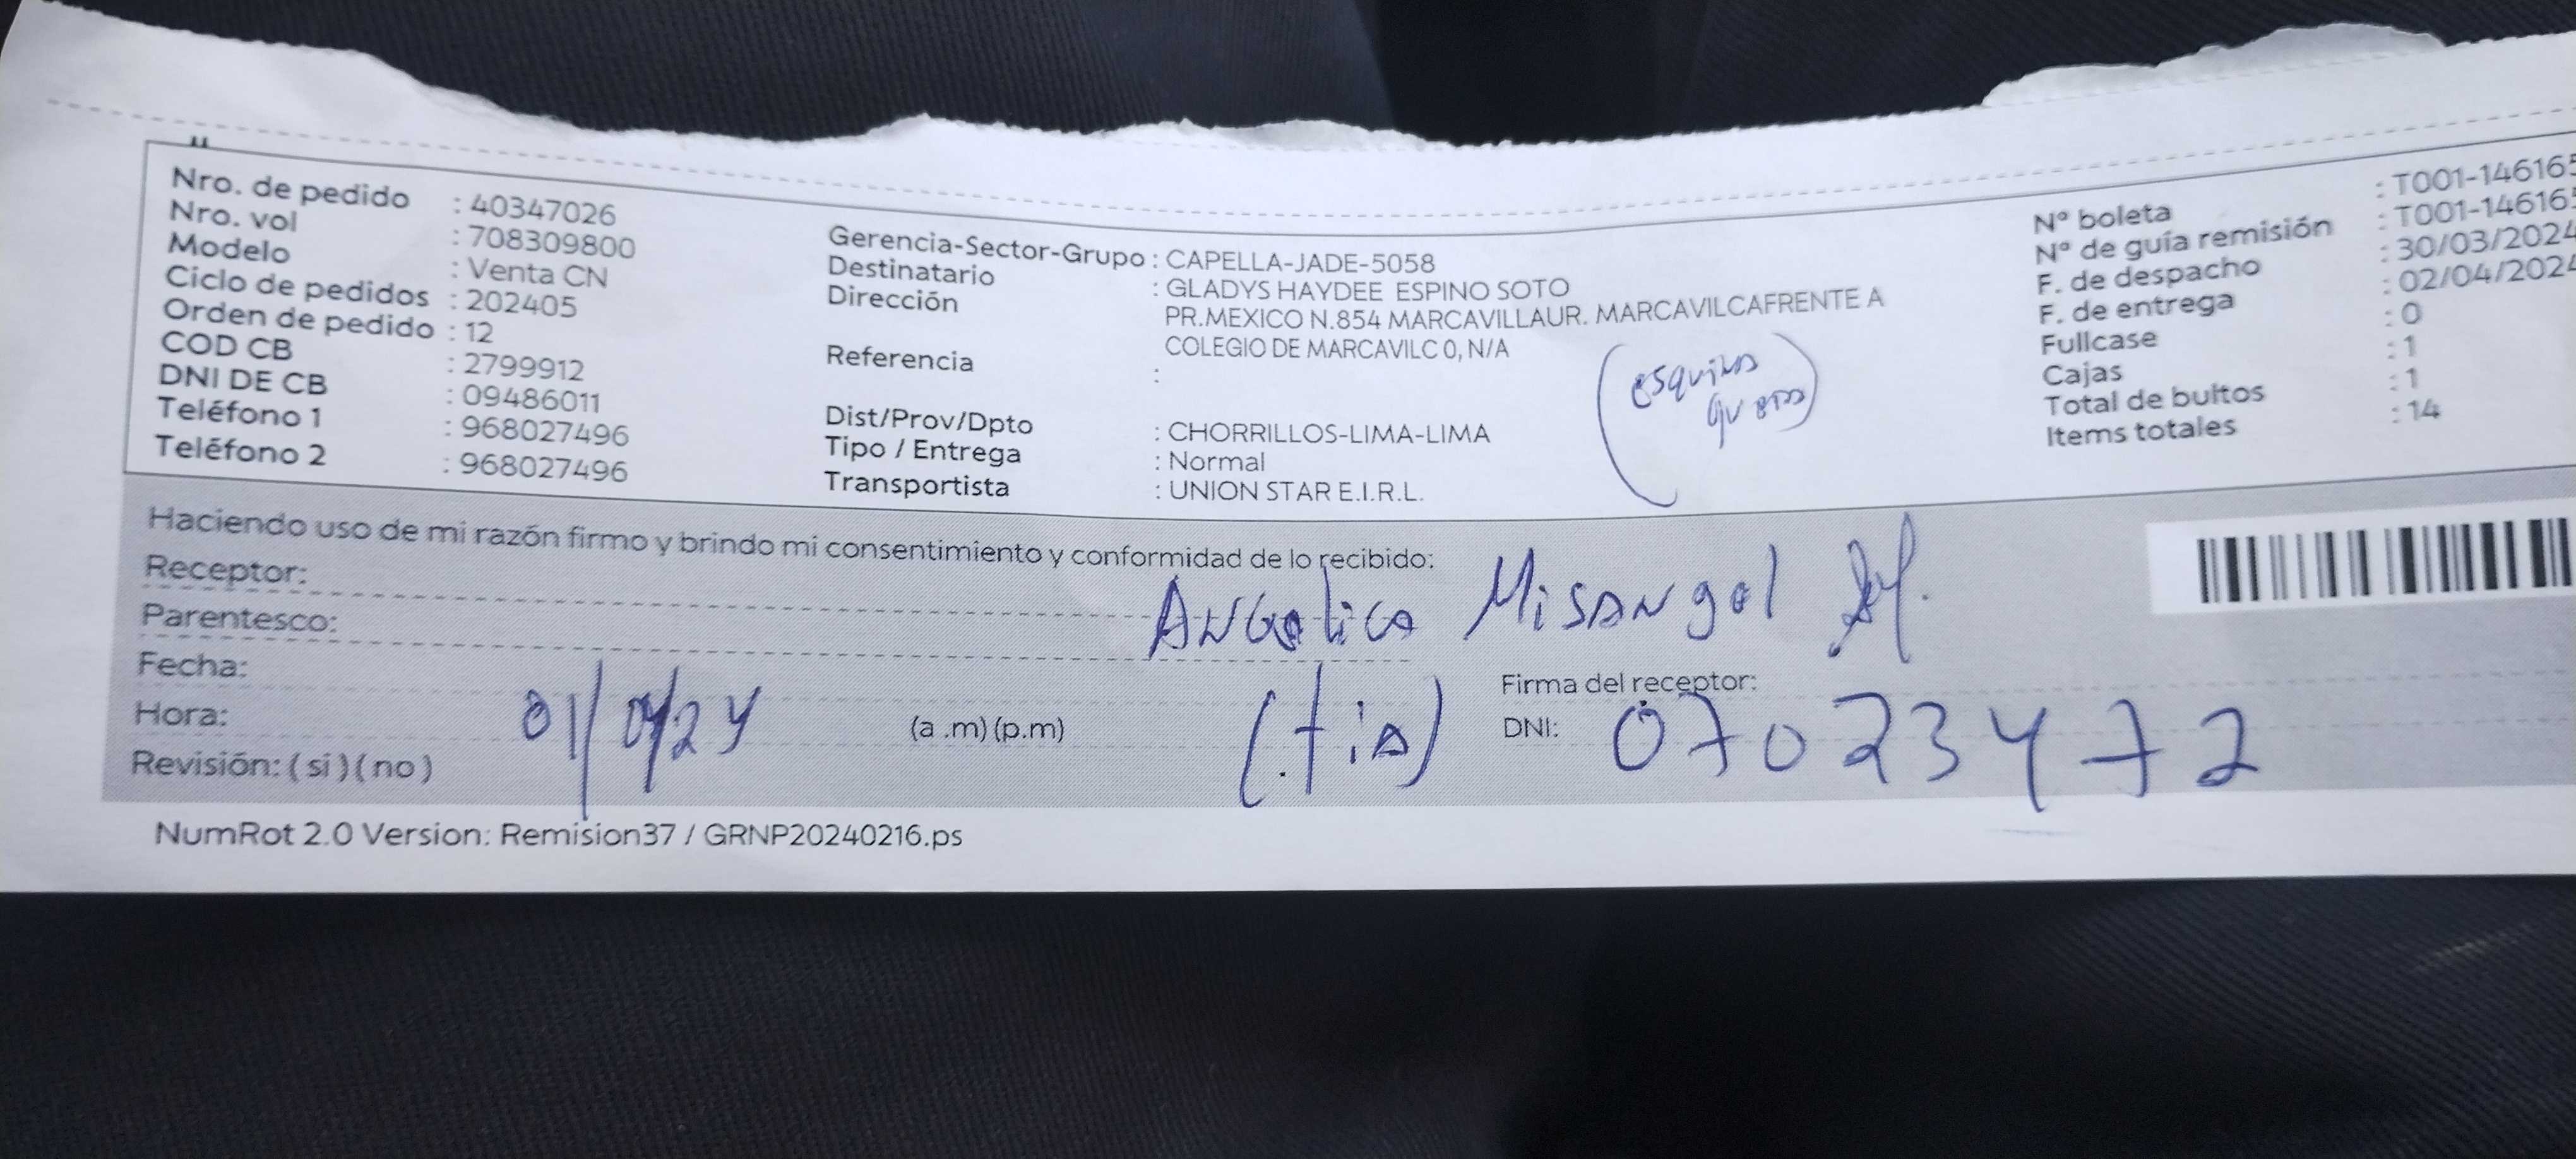 Nro. de pedido : 40347026
Nro. vol : 708309800
Modelo : Venta CN
Ciclo de pedidos : 202405
Orden de pedido : 12
COD CB : 2799912
DNI DE CB : 09486011
Teléfono 1 : 968027496
Teléfono 2 : 968027496
Gerencia-Sector-Grupo : CAPELLA-JADE-5058
Destinatario : GLADYS HAYDEE ESPINO SOTO
Dirección PR.MEXICO N.854 MARCAVILLAUR. MARCAVILCAFRENTE A
COLEGIO DE MARCAVILC 0, N/A
Referencia :
Dist/Prov/Dpto : CHORRILLOS-LIMA-LIMA
Tipo / Entrega : Normal
Transportista : UNION STAR E.I.R.L.
(esquina
N° boleta : T001-146165
N° de guía remisión : T001-146165
F. de despacho : 30/03/2024
F. de entrega : 02/04/2024
Fullcase : 0
Cajas : 1
Total de bultos : 1
Items totales : 14
Haciendo uso de mi razón firmo y brindo mi consentimiento y conformidad de lo recibido:
Receptor: Angelica Misangol
Parentesco: (tia)
Fecha: 01/04/24
Hora: (a .m) (p.m)
Revisión: ( si ) ( no )
Firma del receptor:
DNI: 07023472
NumRot 2.0 Version: Remision37 / GRNP20240216.ps